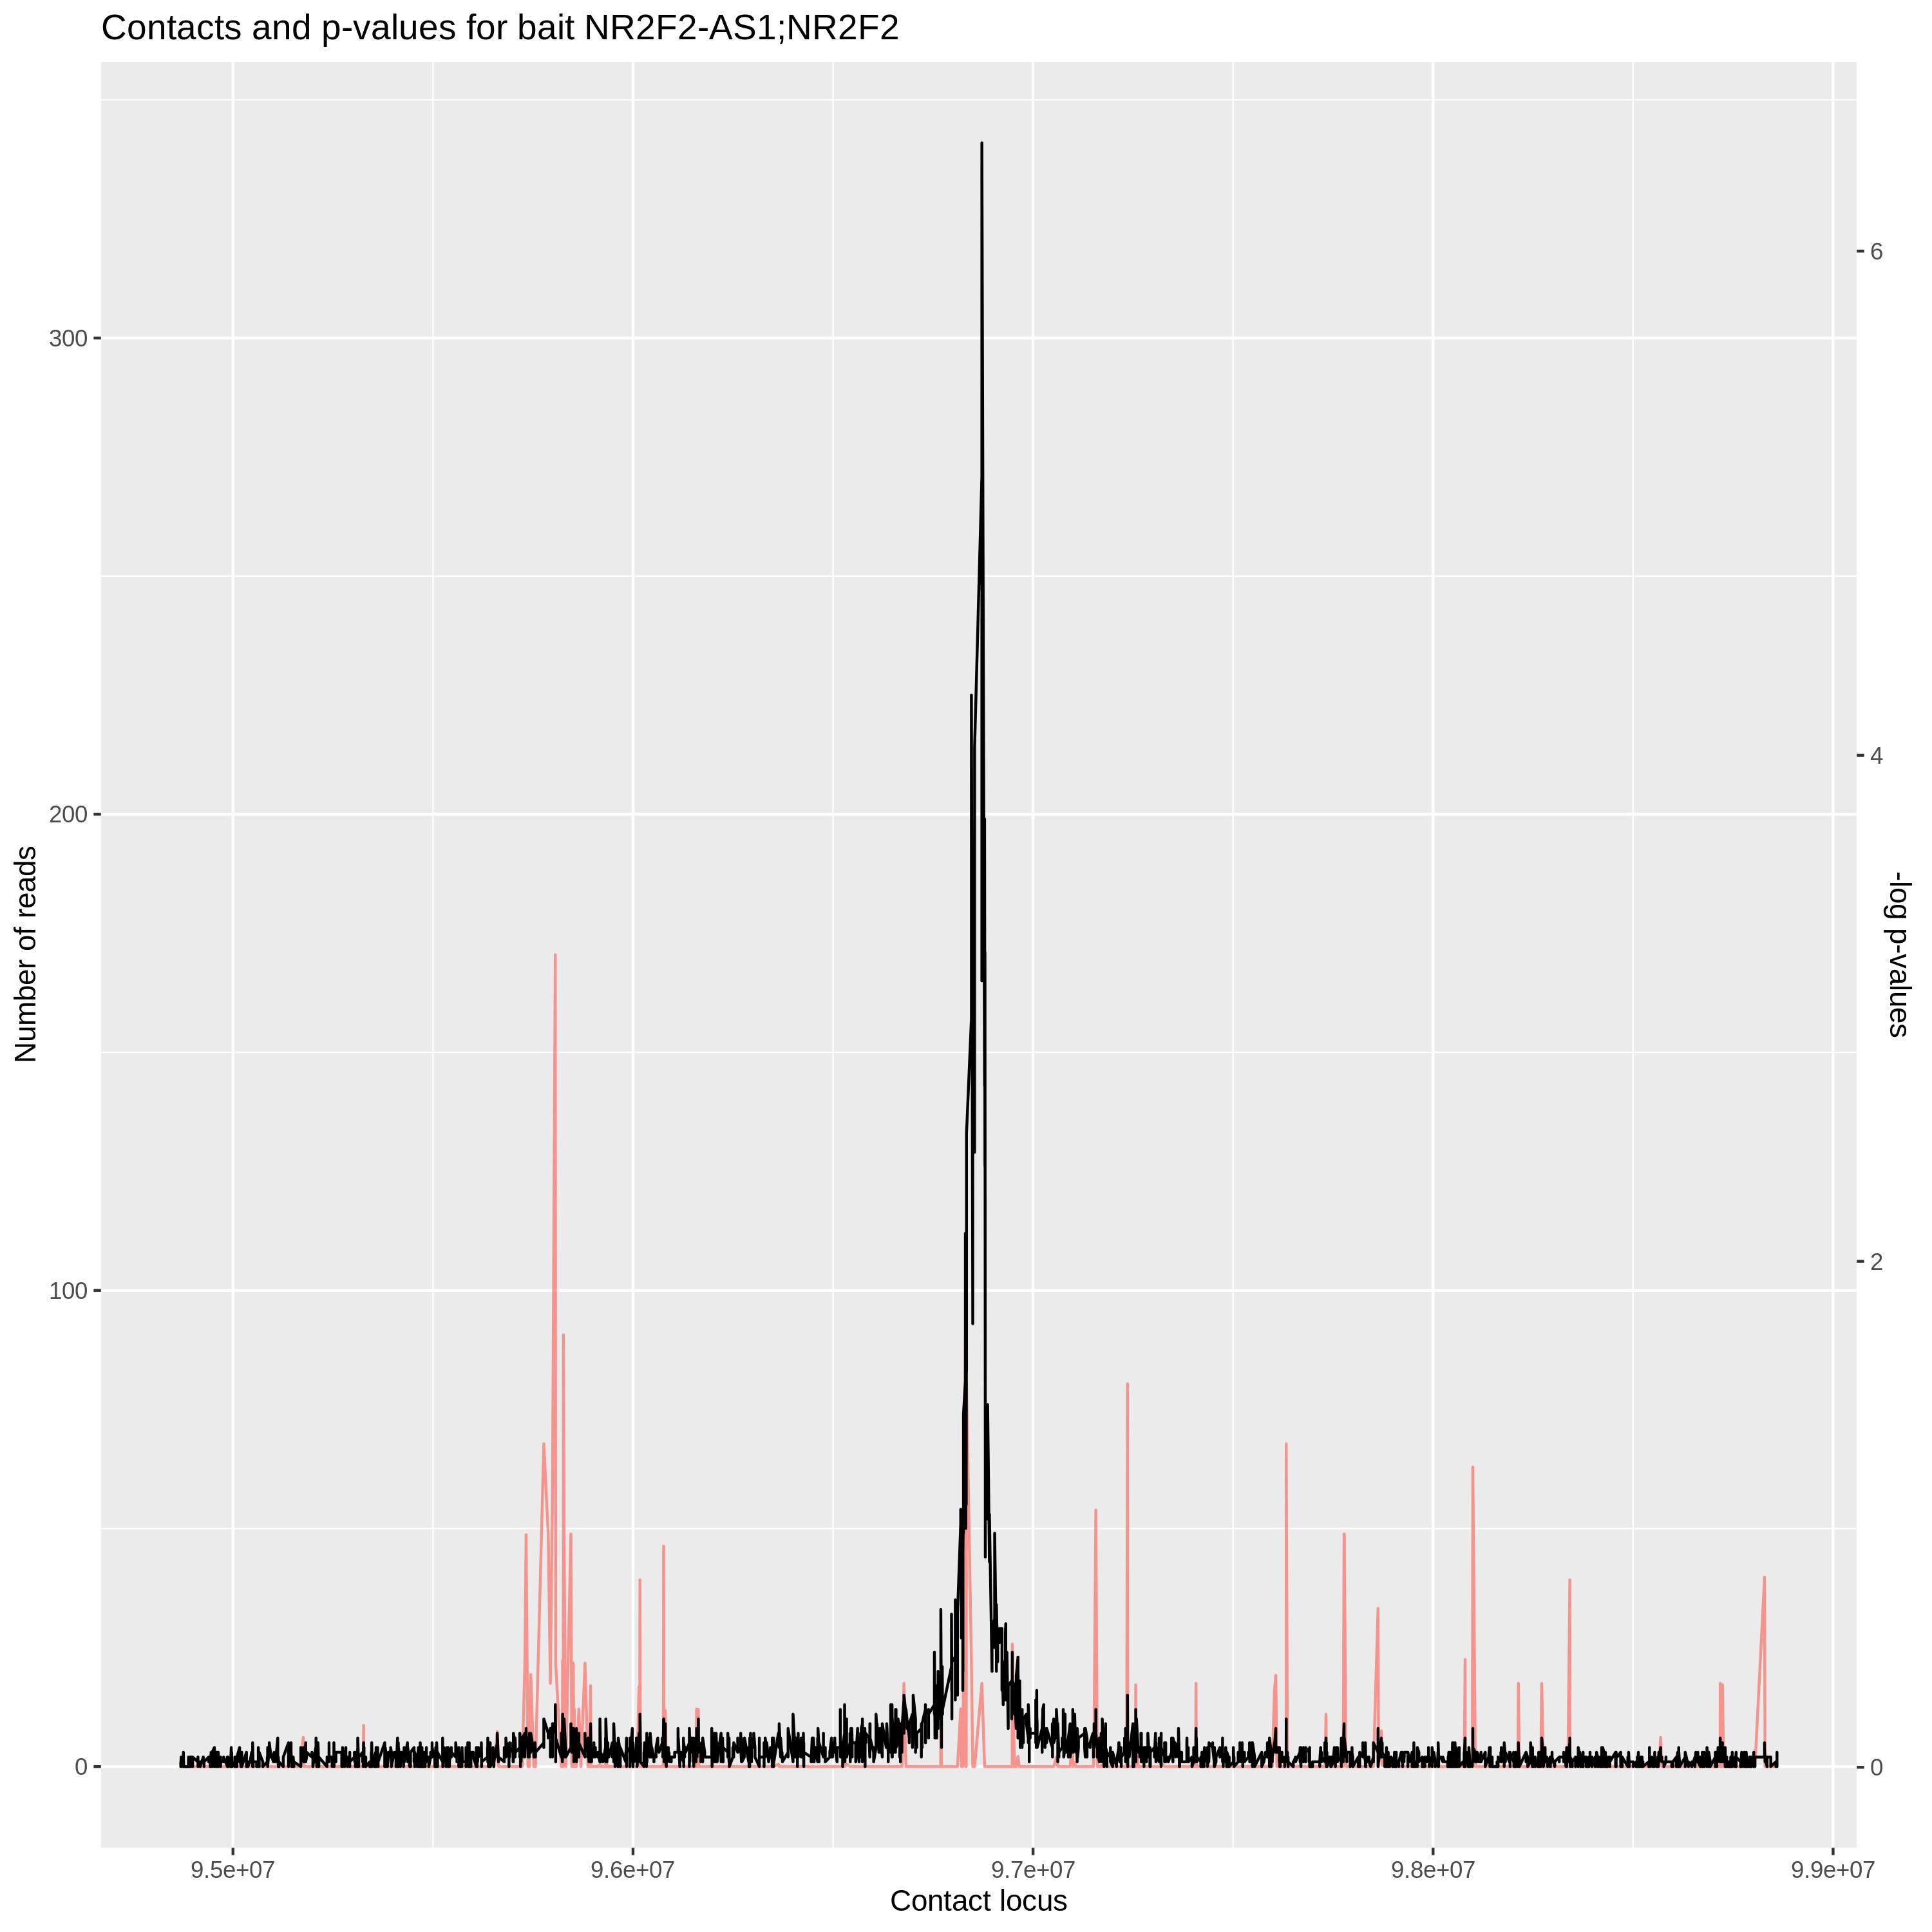 Contacts and p-values for bait NR2F2-AS1;NR2F2
Number of reads
300
200
100
0
6
4
2
0
-log p-values
9.5e+07
9.6e+07
9.7e+07
9.8e+07
9.9e+07
Contact locus